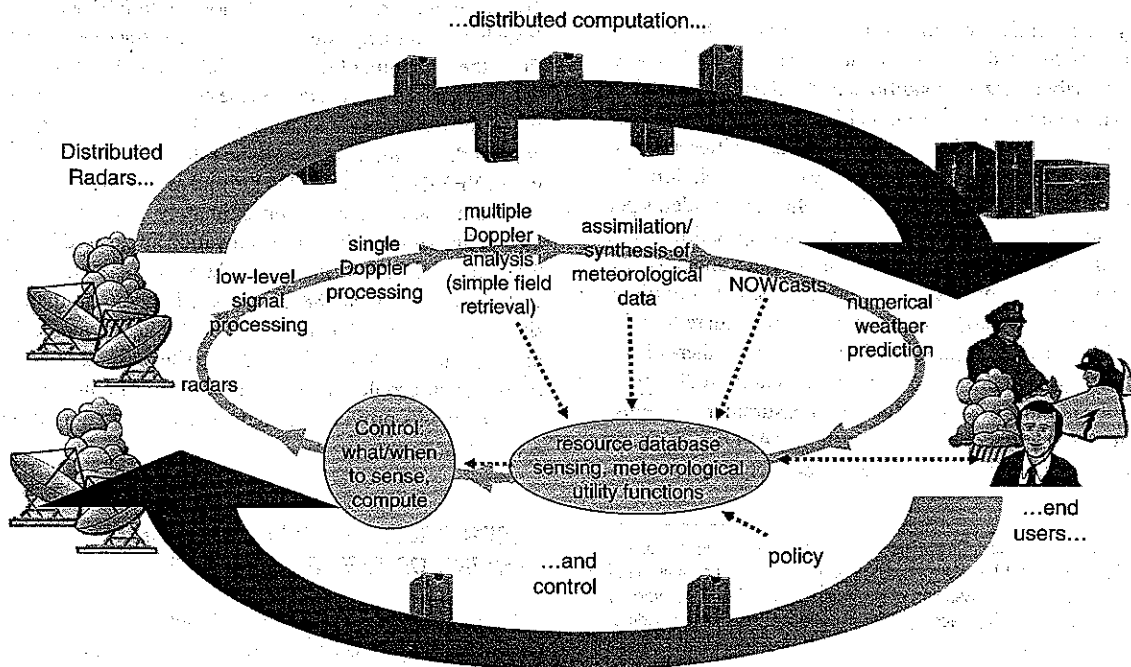 ...distributed computation...
Distributed
Radars...
low-level
signal
processing
single
Doppler
processing
multiple
Doppler
analysis
(simple field
retrieval)
assimilation/
synthesis of
meteorological
data
NOWcasts
numerical
weather
prediction
radars
Control:
what/when
to sense,
compute
resource database
sensing, meteorological
utility functions
policy
...end
users...
...and
control